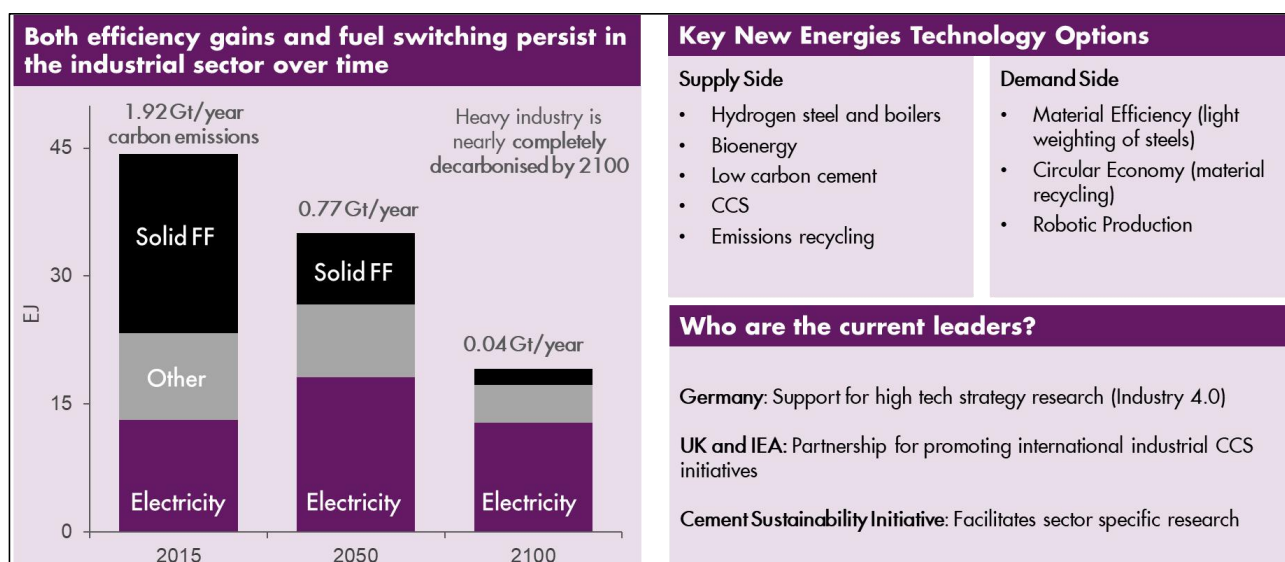 Both efficiency gains and fuel switching persist in
the industrial sector over time
1.92 Gt/year
carbon emissions
Heavy industry is
nearly completely
decarbonised by 2100
0.77 Gt/year
0.04 Gt/year
45
30
15
0
EJ
Solid FF
Other
Electricity
Solid FF
Electricity
Electricity
2015
2050
2100
Key New Energies Technology Options
Supply Side
• Hydrogen steel and boilers
• Bioenergy
• Low carbon cement
• CCS
• Emissions recycling
Demand Side
• Material Efficiency (light
weighting of steels)
• Circular Economy (material
recycling)
• Robotic Production
Who are the current leaders?
Germany: Support for high tech strategy research (Industry 4.0)
UK and IEA: Partnership for promoting international industrial CCS
initiatives
Cement Sustainability Initiative: Facilitates sector specific research